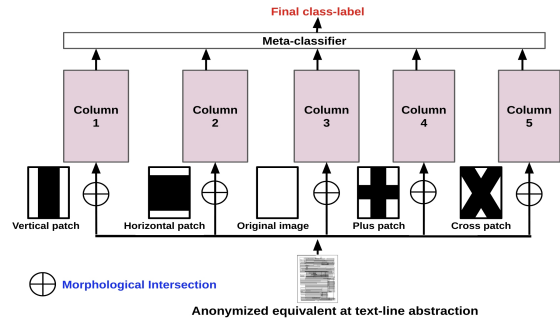 Final class-label
Meta-classifier
Column 1
Column 2
Column 3
Column 4
Column 5
Vertical patch
Horizontal patch
Original image
Plus patch
Cross patch
Morphological Intersection
Anonymized equivalent at text-line abstraction